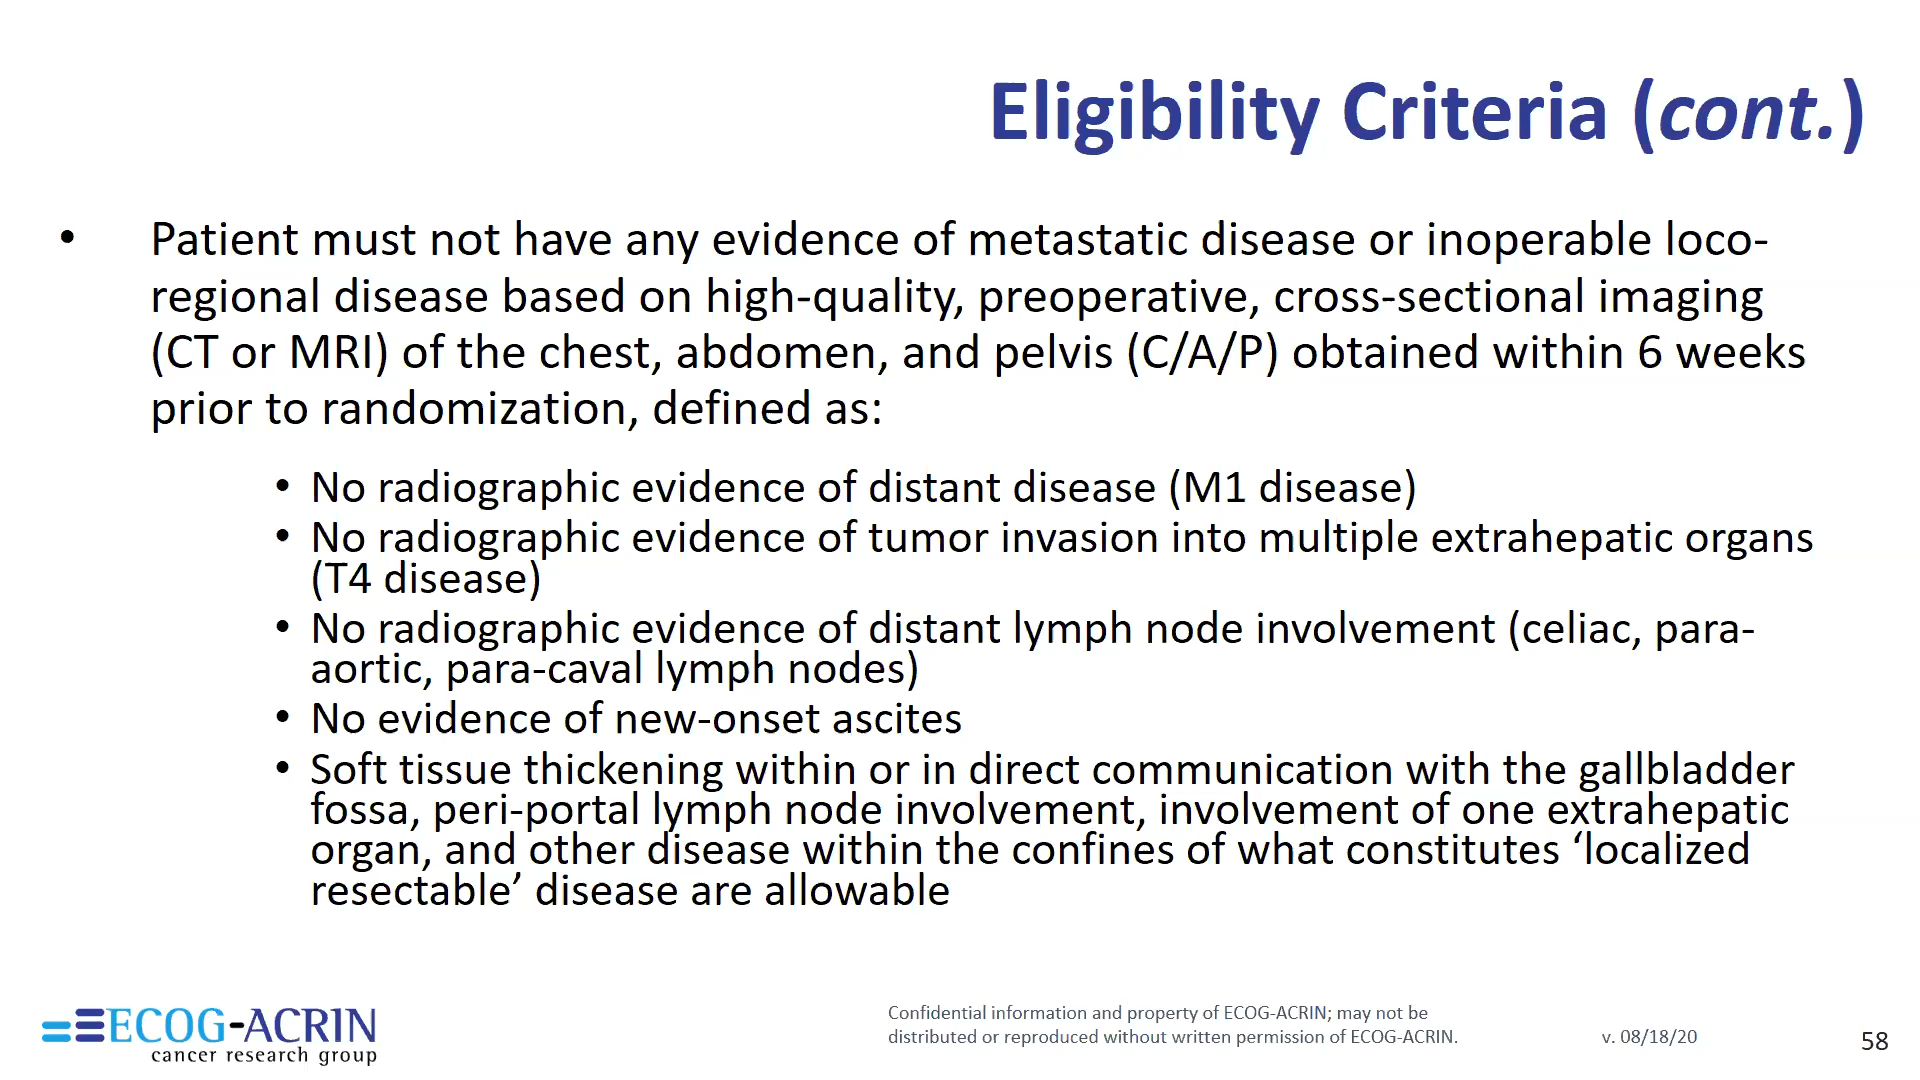 Eligibility Criteria (cont.)
• Patient must not have any evidence of metastatic disease or inoperable loco-
regional disease based on high-quality, preoperative, cross-sectional imaging
(CT or MRI) of the chest, abdomen, and pelvis (C/A/P) obtained within 6 weeks
prior to randomization, defined as:
• No radiographic evidence of distant disease (M1 disease)
• No radiographic evidence of tumor invasion into multiple extrahepatic organs
(T4 disease)
• No radiographic evidence of distant lymph node involvement (celiac, para-
aortic, para-caval lymph nodes)
• No evidence of new-onset ascites
• Soft tissue thickening within or in direct communication with the gallbladder
fossa, peri-portal lymph node involvement, involvement of one extrahepatic
organ, and other disease within the confines of what constitutes ‘localized
resectable’ disease are allowable
ECOG-ACRIN
cancer research group
Confidential information and property of ECOG-ACRIN; may not be
distributed or reproduced without written permission of ECOG-ACRIN.
v. 08/18/20
58